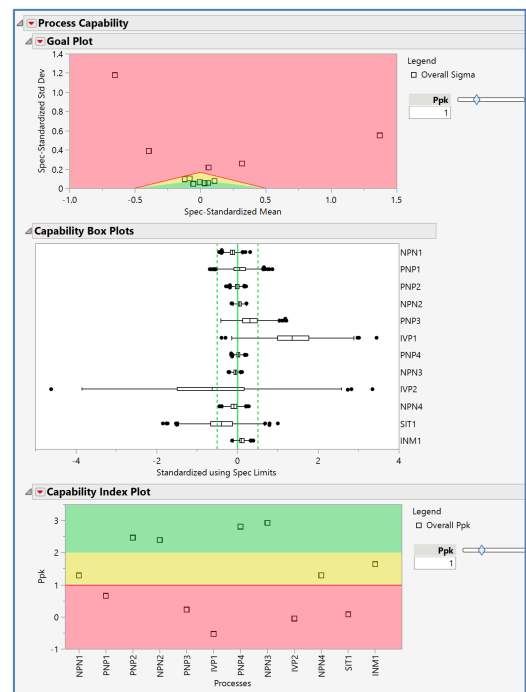 Process Capability
Goal Plot
1.4
1.2
1.0
0.8
0.6
0.4
0.2
0
Spec-Standardized Std Dev
-1.0 -0.5 0 0.5 1.0 1.5
Spec-Standardized Mean
Legend
Overall Sigma
Ppk
1
Capability Box Plots
NPN1
PNP1
PNP2
NPN2
PNP3
IVP1
PNP4
NPN3
IVP2
NPN4
SIT1
INM1
-4 -2 0 2 4
Standardized using Spec Limits
Capability Index Plot
3
2
1
0
-1
Ppk
NPN1 PNP1 PNP2 NPN2 PNP3 IVP1 PNP4 NPN3 IVP2 NPN4 SIT1 INM1
Processes
Legend
Overall Ppk
Ppk
1